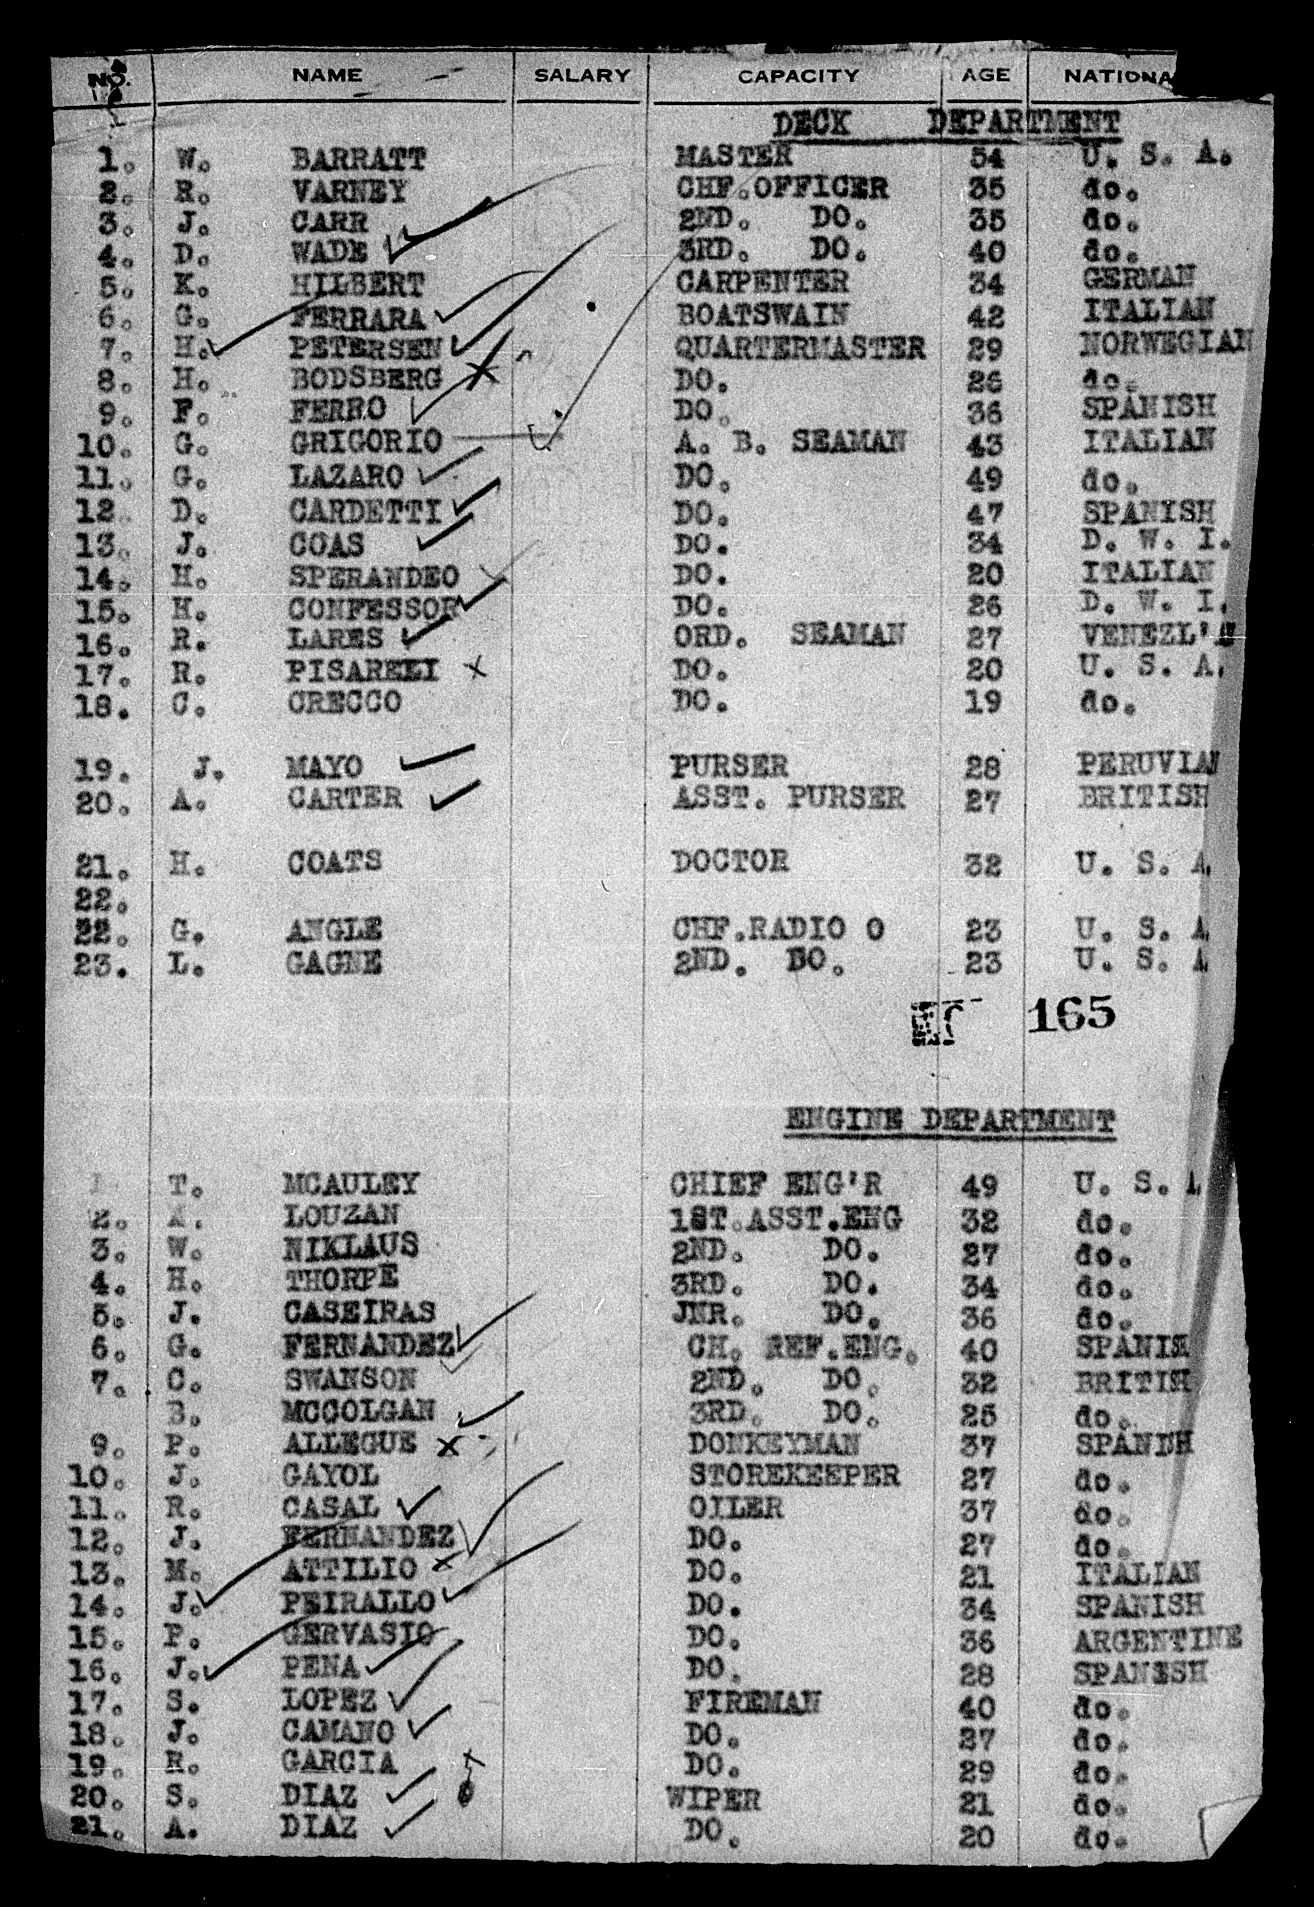 NO. NAME SALARY CAPACITY AGE NATIONA
DECK DEPARTMENT
1. W. BARRATT MASTER 54 U. S. A.
2. R. VARNEY CHF.OFFICER 35 do.
3. J. CARR 2ND. DO. 35 do.
4. D. WADE 3RD. DO. 40 do.
5. K. HILBERT CARPENTER 34 GERMAN
6. G. FERRARA BOATSWAIN 42 ITALIAN
7. H. PETERSEN QUARTERMASTER 29 NORWEGIAN
8. H. BODSBERG DO. 26 do.
9. F. FERRO DO. 36 SPANISH
10. G. GRIGORIO A. B. SEAMAN 43 ITALIAN
11. G. LAZARO DO. 49 do.
12 D. CARDETTI DO. 47 SPANISH
13. J. COAS DO. 34 D. W. I.
14. H. SPERANDEO DO. 20 ITALIAN
15. H. CONFESSOR DO. 26 D. W. I.
16. R. LARES ORD. SEAMAN 27 VENEZL'
17. R. PISARELI DO. 20 U. S. A.
18. C. CRECCO DO. 19 do.
19. J. MAYO PURSER 28 PERUVIAN
20. A. CARTER ASST. PURSER 27 BRITISH
21. H. COATS DOCTOR 32 U. S. A
22.
22. G. ANGLE CHF.RADIO O 23 U. S. A
23. L. GAGNE 2ND. DO. 23 U. S. A
165
ENGINE DEPARTMENT
T. MCAULEY CHIEF ENG'R 49 U. S. A
2. LOUZAN 1ST.ASST.ENG 32 do.
3. W. NIKLAUS 2ND. DO. 27 do.
4. H. THORPE 3RD. DO. 34 do.
5. J. CASEIRAS JNR. DO. 36 do.
6. G. FERNANDEZ CH. REF.ENG. 40 SPANISH
7. C. SWANSON 2ND. DO. 32 BRITISH
B. MCCOLGAN 3RD. DO. 25 do.
9. P. ALLEGUE DONKEYMAN 37 SPANISH
10. J. GAYOL STOREKEEPER 27 do.
11. R. CASAL OILER 37 do.
12. J. FERNANDEZ DO. 27 do.
13. M. ATTILIO DO. 21 ITALIAN
14. J. PEIRALLO DO. 34 SPANISH
15. P. GERVASIO DO. 36 ARGENTINE
16. J. PENA DO. 28 SPANISH
17. S. LOPEZ FIREMAN 40 do.
18. J. CAMANO DO. 27 do.
19. R. GARCIA DO. 29 do.
20. S. DIAZ WIPER 21 do.
21. A. DIAZ DO. 20 do.